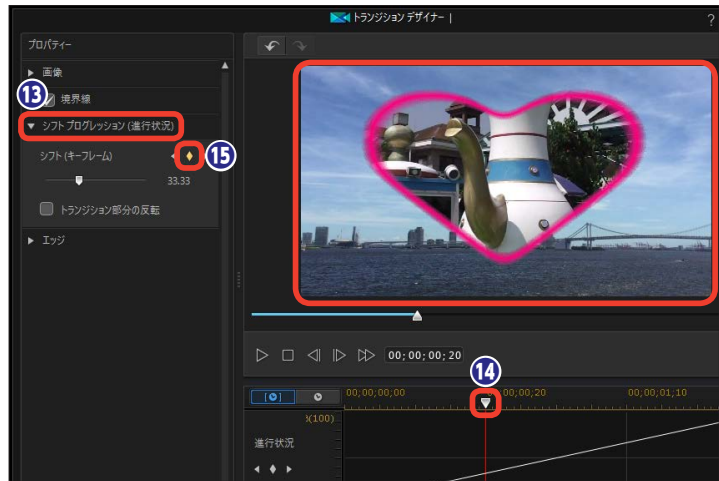 トランジション デザイナー |
?
プロパティー
画像
⑬
境界線
シフト プログレッション (進行状況)
シフト (キーフレーム)
⑮
33.33
トランジション部分の反転
エッジ
00;00;00;20
⑭
00;00;00;00
00;00;20
00;00;01;10
(100)
進行状況